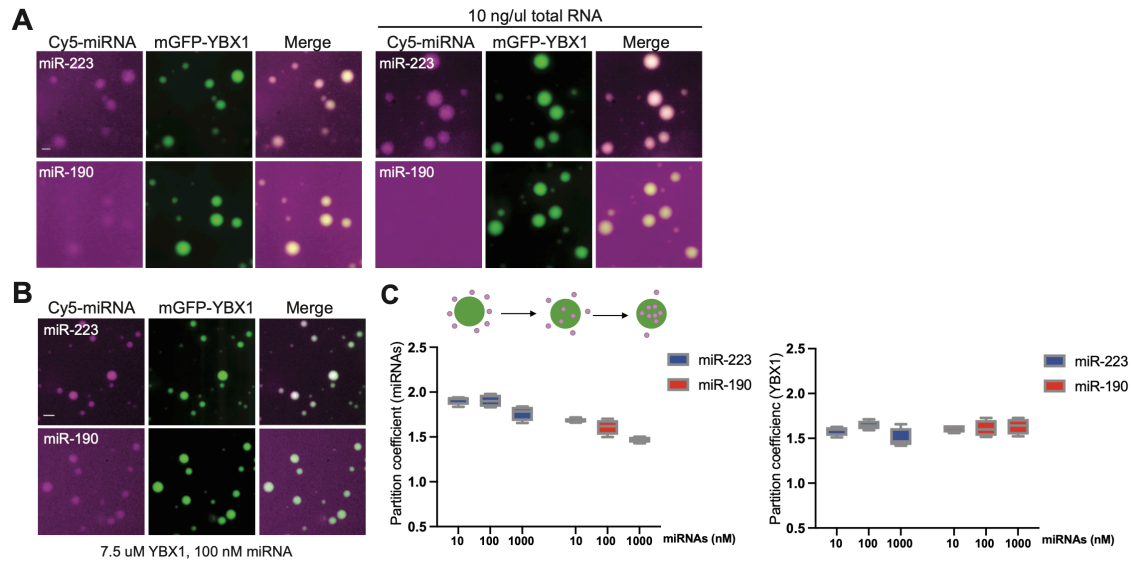 A
10 ng/ul total RNA
Cy5-miRNA mGFP-YBX1 Merge Cy5-miRNA mGFP-YBX1 Merge
miR-223 miR-223
miR-190 miR-190
B
Cy5-miRNA mGFP-YBX1 Merge
miR-223
miR-190
7.5 uM YBX1, 100 nM miRNA
C
Partition coefficient (miRNAs)
2.5
2.0
1.5
1.0
0.5
10 100 1000 10 100 1000 miRNAs (nM)
miR-223
miR-190
Partition coefficienc (YBX1)
2.5
2.0
1.5
1.0
0.5
10 100 1000 10 100 1000 miRNAs (nM)
miR-223
miR-190